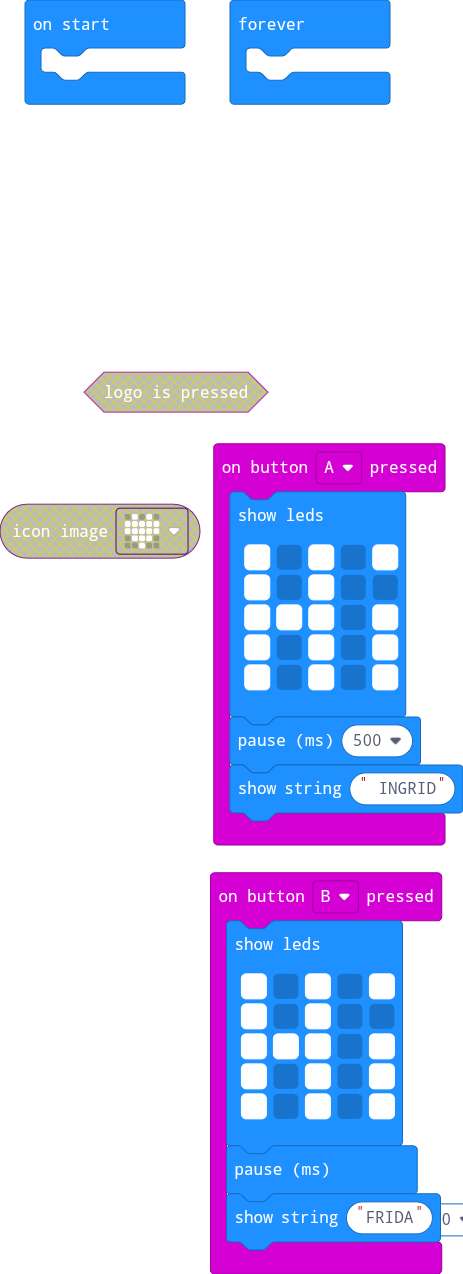 on start
forever
logo is pressed
on button A pressed
icon image
show leds
pause (ms) 500
show string " INGRID"
on button B pressed
show leds
pause (ms)
show string "FRIDA" 0